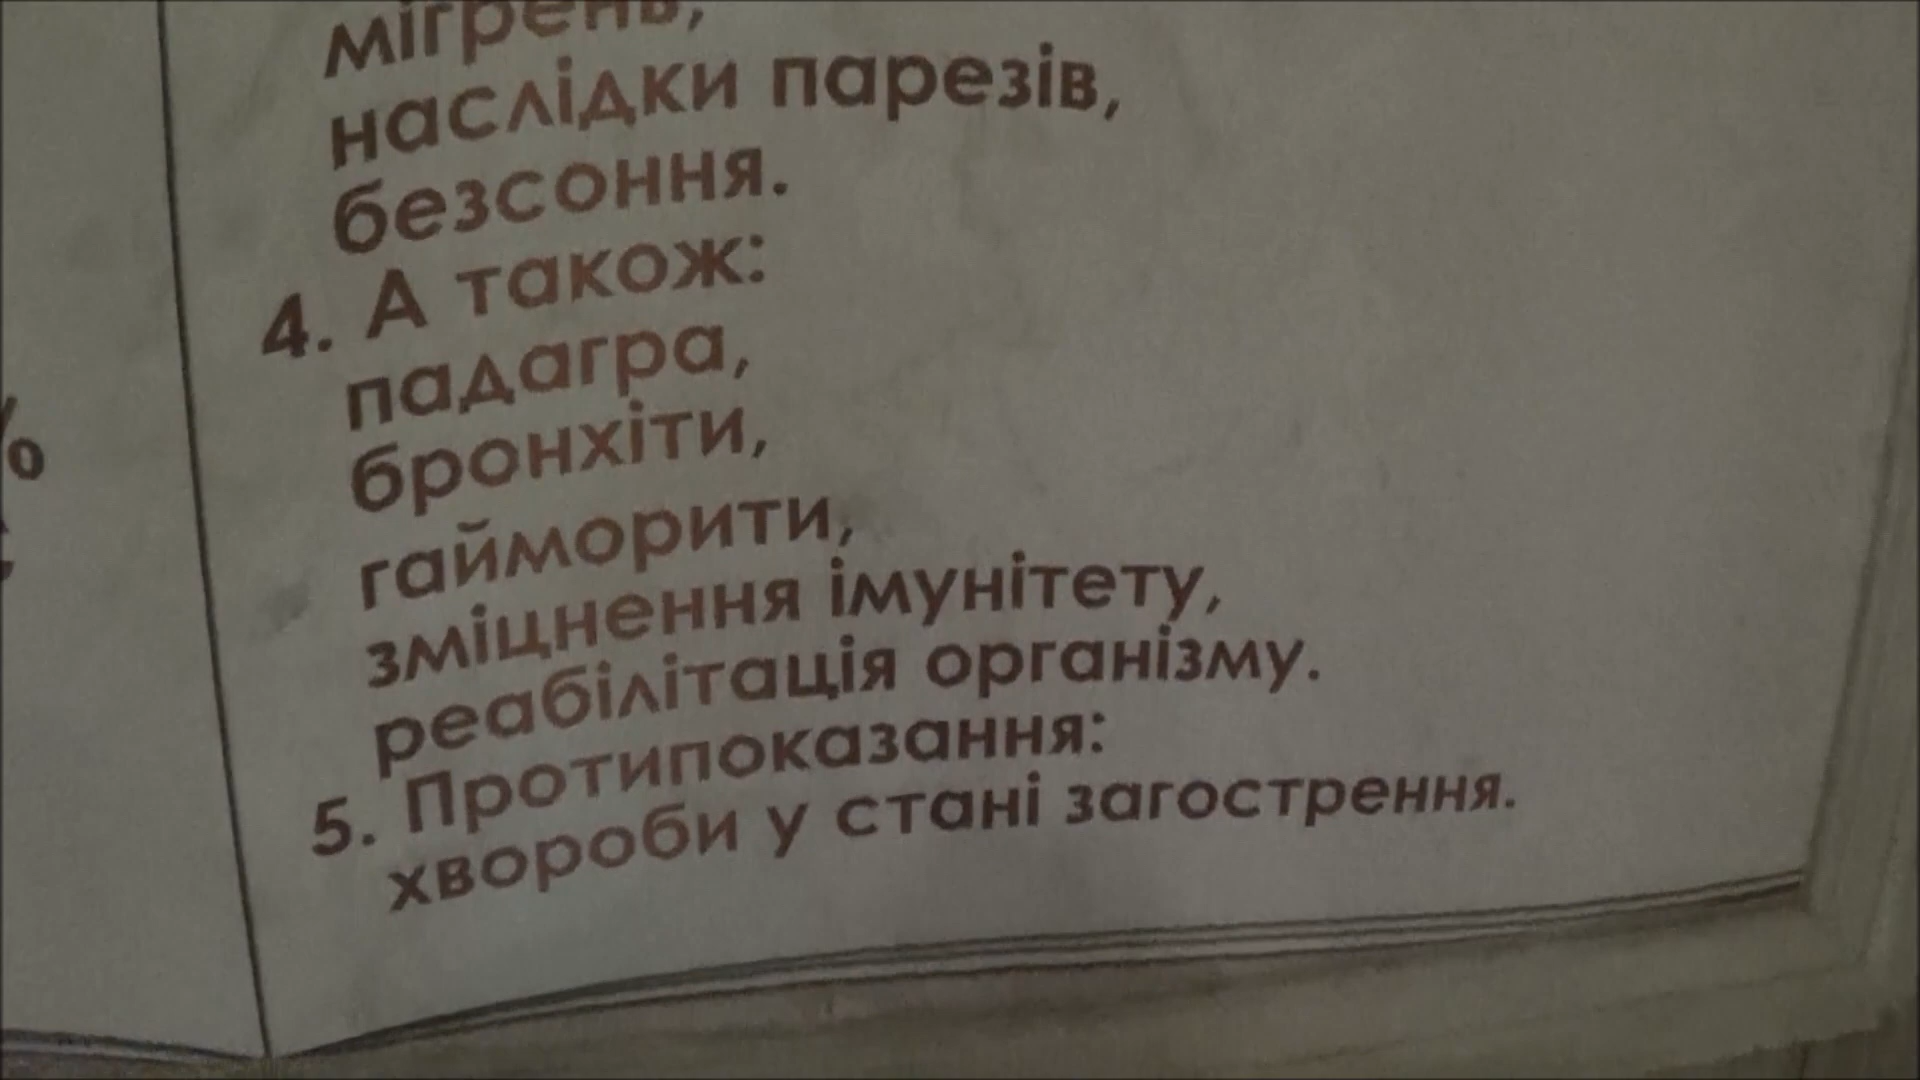 мігрень,
наслідки парезів,
безсоння.
4. А також:
падагра,
бронхіти,
гайморити,
зміцнення імунітету,
реабілітація організму.
5. Протипоказання:
хвороби у стані загострення.
%